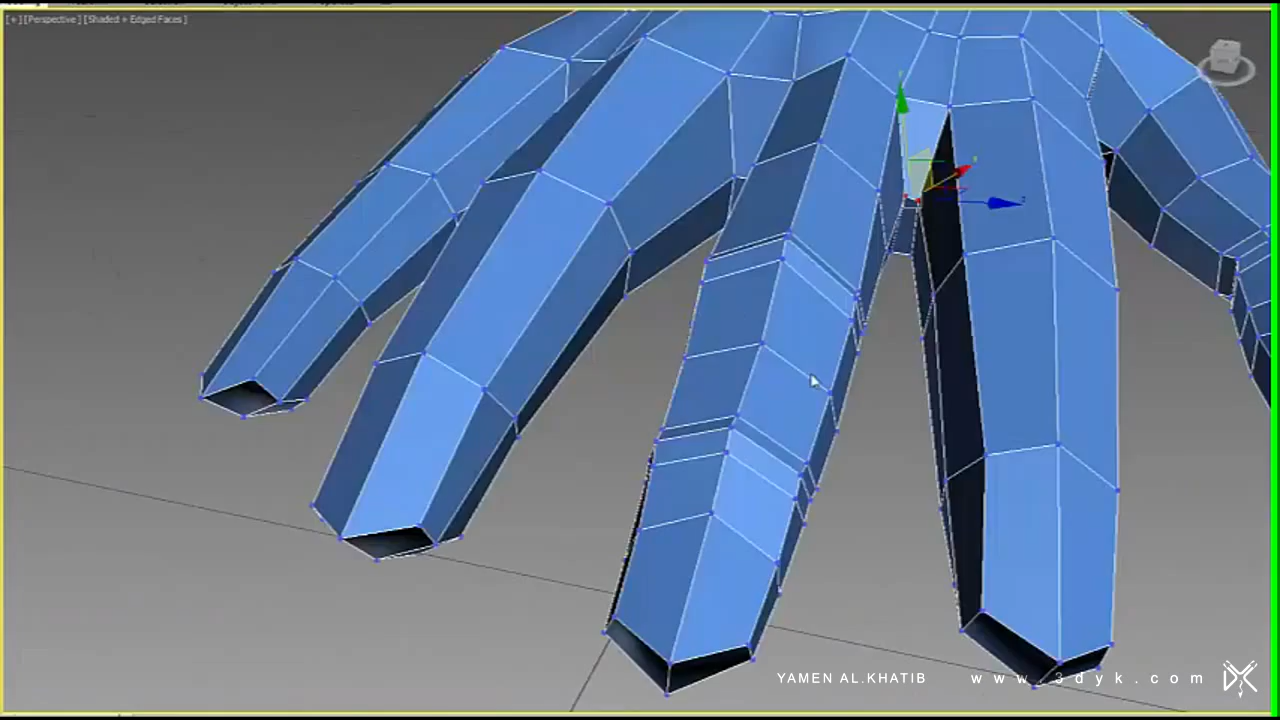 [+] [Perspective] [Shaded + Edged Faces]
YAMEN AL.KHATIB www.3dyk.com